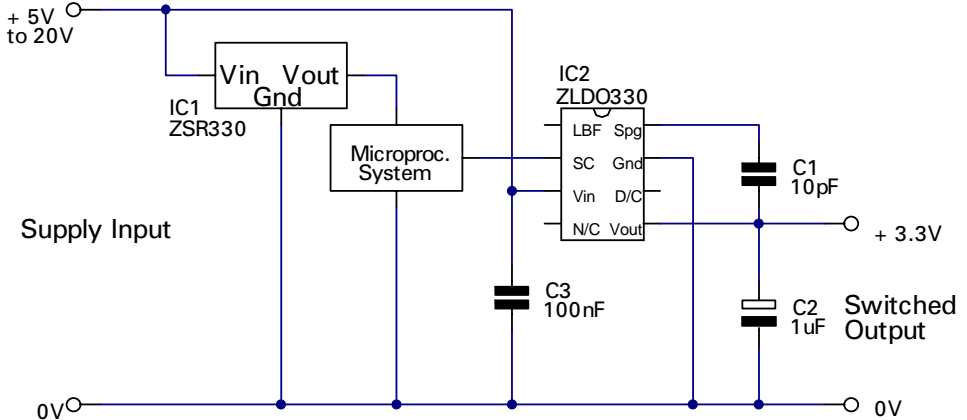 + 5V
to 20V
Vin Vout
Gnd
IC1
ZSR330
Microproc.
System
IC2
ZLDO330
LBF Spg
SC Gnd
Vin D/C
N/C Vout
C1
10pF
Supply Input
+ 3.3V
C3
100nF
C2
1uF
Switched
Output
0V
0V